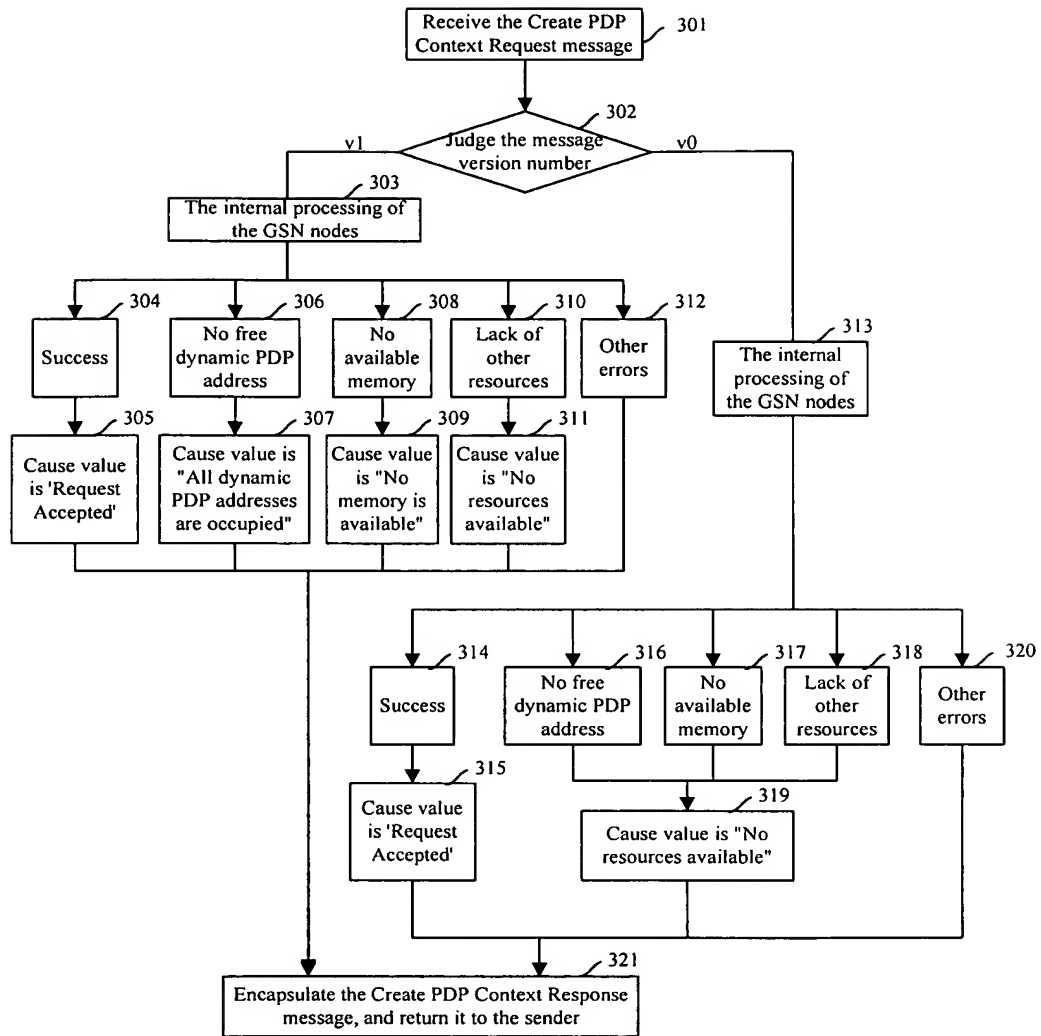 Receive the Create PDP
Context Request message
301
302
Judge the message
version number
v1
v0
303
The internal processing of
the GSN nodes
304
306
308
310
312
313
Success
No free
dynamic PDP
address
No
available
memory
Lack of
other
resources
Other
errors
The internal
processing of
the GSN nodes
305
307
309
311
Cause value
is 'Request
Accepted'
Cause value is
"All dynamic
PDP addresses
are occupied"
Cause value
is "No
memory is
available"
Cause value
is "No
resources
available"
314
316
317
318
320
Success
No free
dynamic PDP
address
No
available
memory
Lack of
other
resources
Other
errors
315
319
Cause value
is 'Request
Accepted'
Cause value is "No
resources available"
321
Encapsulate the Create PDP Context Response
message, and return it to the sender